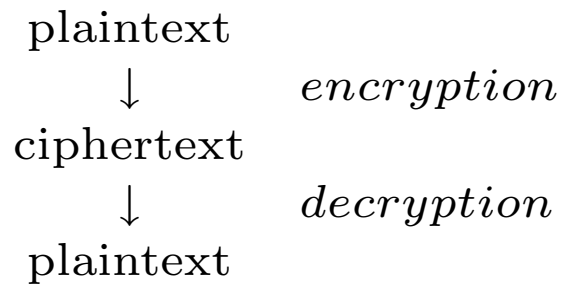 plaintext
↓ encryption
ciphertext
↓ decryption
plaintext